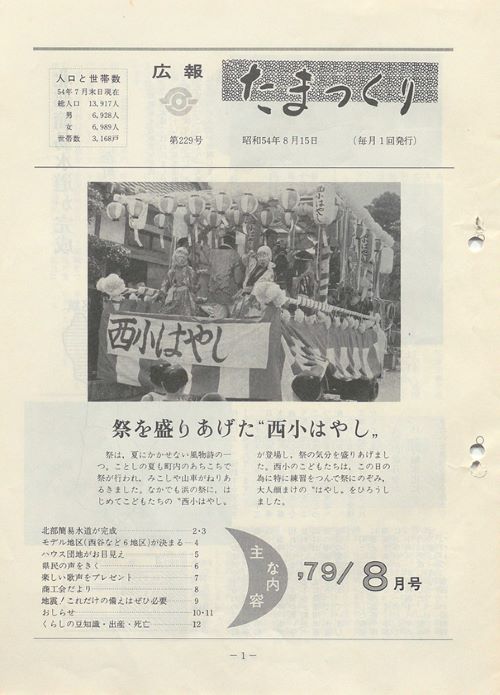 人口と世帯数
54年7月末日現在
総人口 13,917人
男 6,928人
女 6,989人
世帯数 3,168戸
広報
たまつくり
第229号 昭和54年8月15日 (毎月1回発行)
西小はやし
西小はやし
祭を盛りあげた“西小はやし„
祭は、夏にかかせない風物詩の一
つ。ことしの夏も町内のあちこちで
祭が行われ、みこしや山車がねりあ
るきました。なかでも浜の祭に、は
じめてこどもたちの“西小はやし„
が登場し、祭の気分を盛りあげまし
た。西小のこどもたちは、この日の
為に特に練習をつんで祭にのぞみ、
大人顔まけの“はやし„をひろうし
ました。
北部簡易水道が完成 2・3
モデル地区(西谷など6地区)が決まる 4
ハウス団地がお目見え 5
県民の声をきく 6
楽しい歌声をプレゼント 7
商工会だより 8
地震!これだけの備えはぜひ必要 9
おしらせ 10・11
くらしの豆知識・出産・死亡 12
主な内容
'79/8月号
－1－